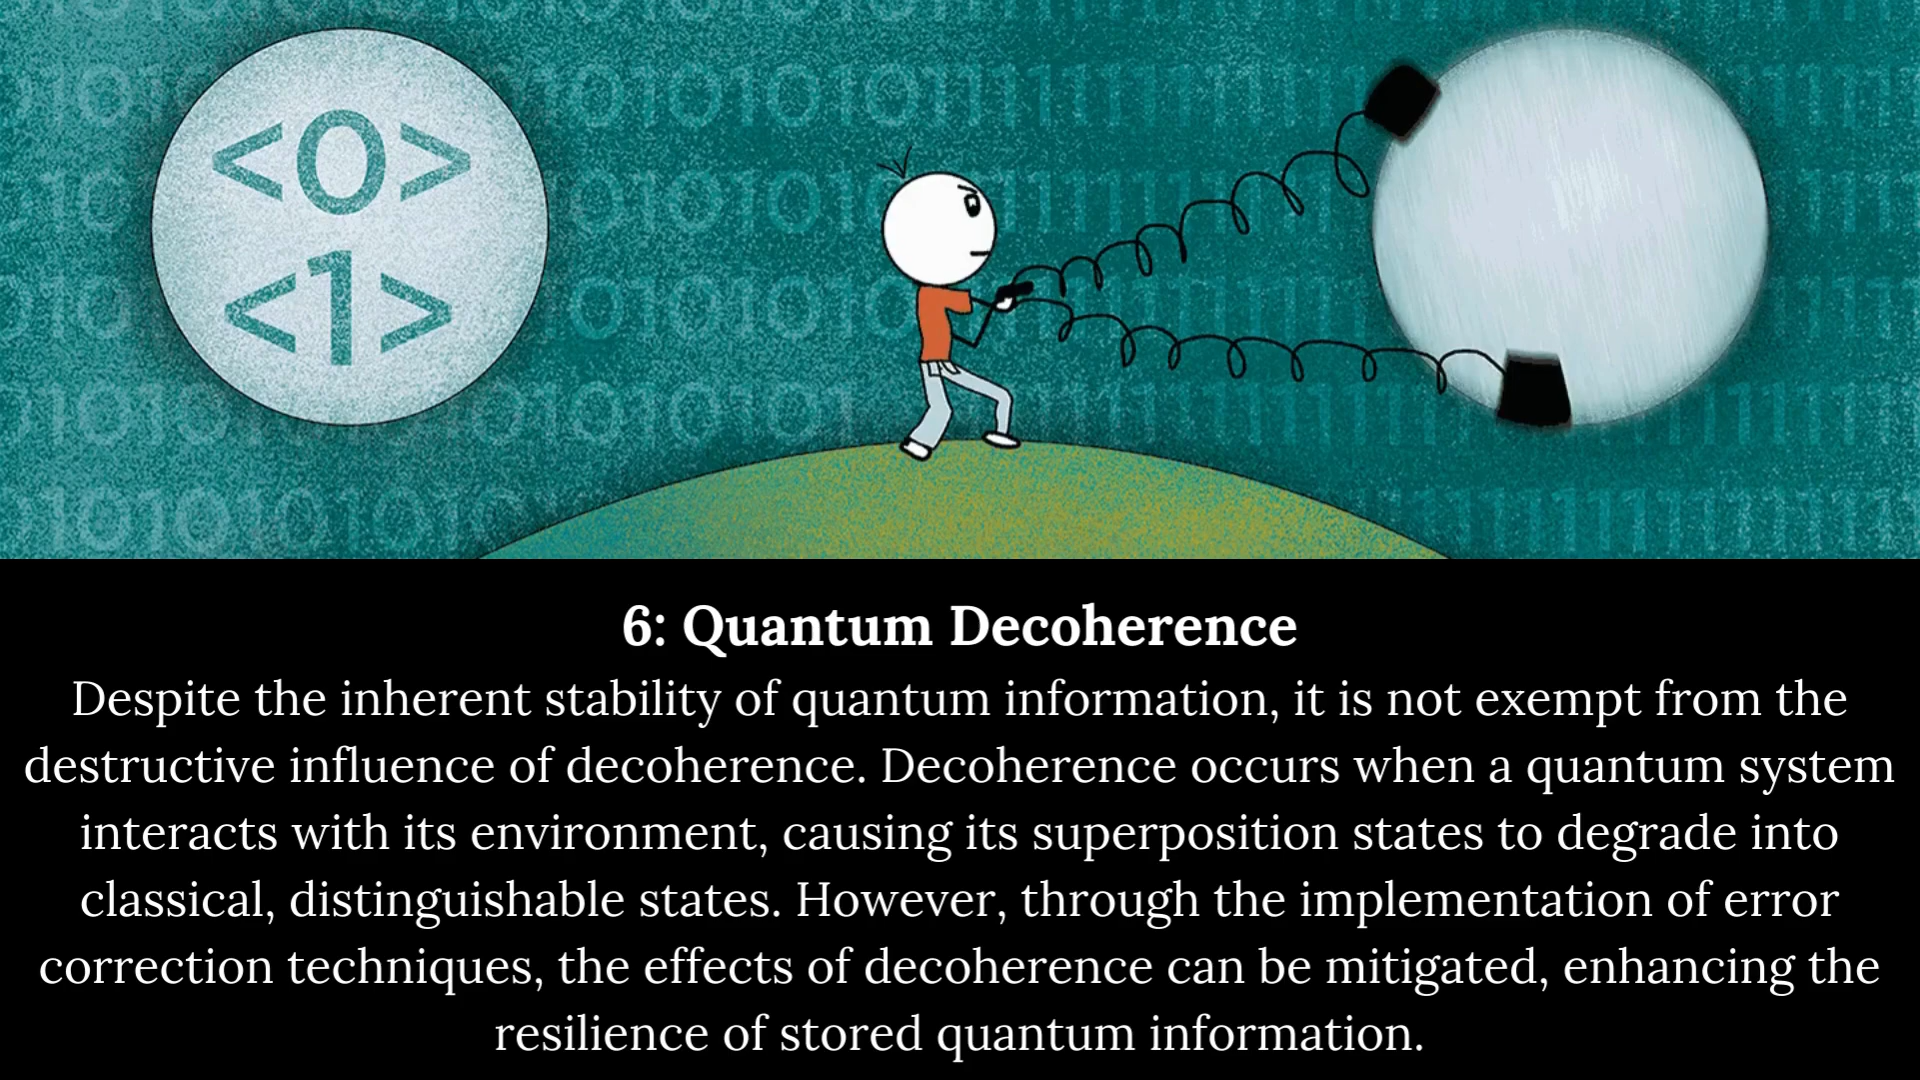 <0>
<1>
6: Quantum Decoherence
Despite the inherent stability of quantum information, it is not exempt from the
destructive influence of decoherence. Decoherence occurs when a quantum system
interacts with its environment, causing its superposition states to degrade into
classical, distinguishable states. However, through the implementation of error
correction techniques, the effects of decoherence can be mitigated, enhancing the
resilience of stored quantum information.